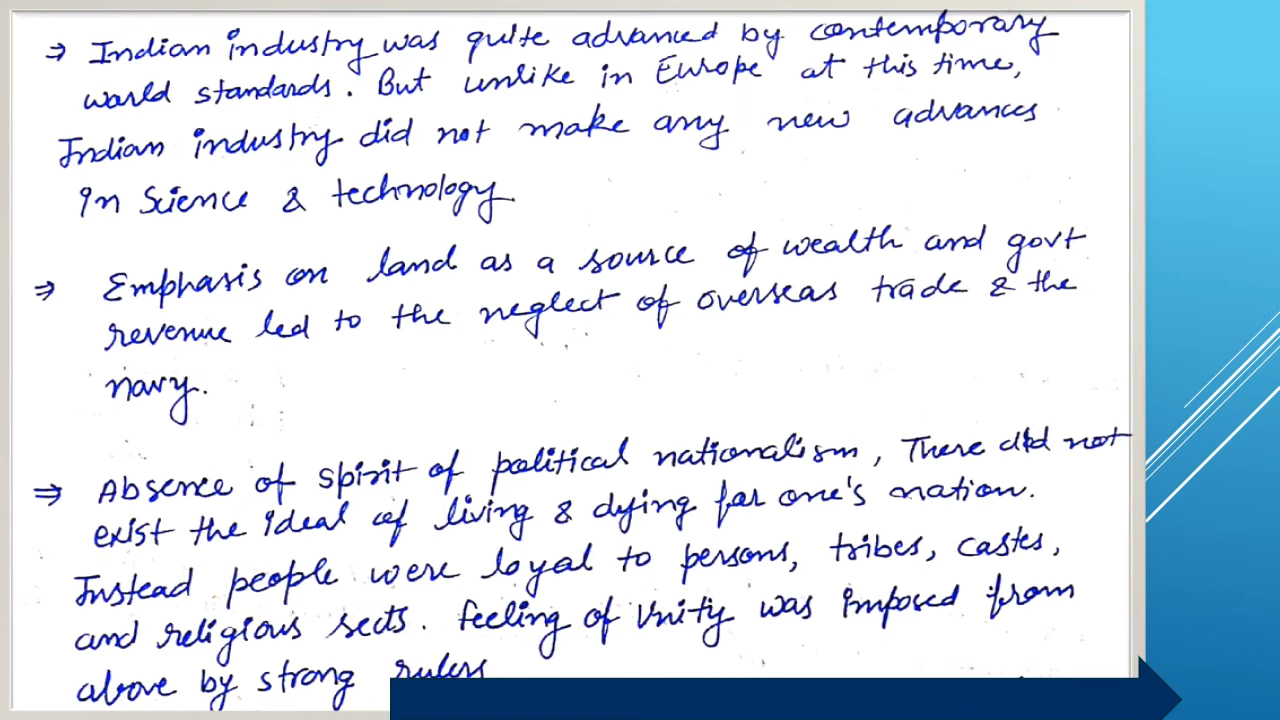 ⇒ Indian industry was quite advanced by contemporary
world standards. But unlike in Europe at this time,
Indian industry did not make any new advances
in Science & technology.
⇒ Emphasis on land as a source of wealth and govt
revenue led to the neglect of overseas trade & the
navy.
⇒ Absence of spirit of political nationalism, There did not
exist the ideal of living & dying for one's nation.
Instead people were loyal to persons, tribes, castes,
and religious sects. feeling of Unity was imposed from
above by strong rulers